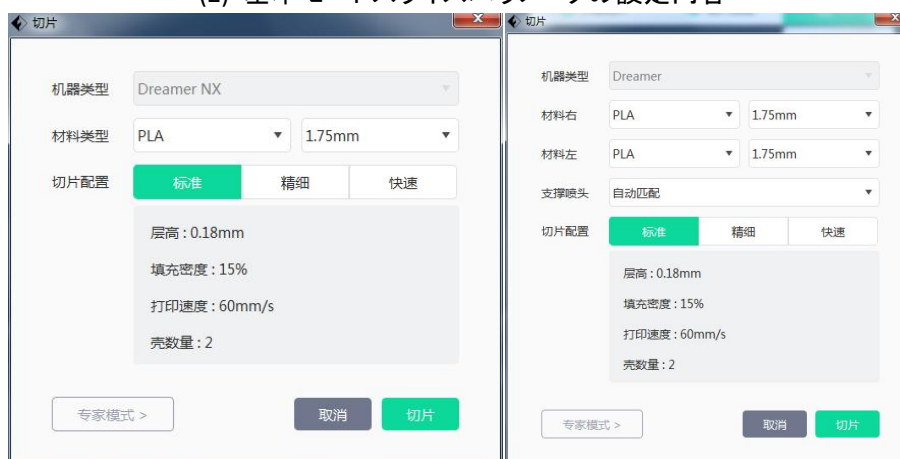 (2) 基本モードスライスパラメータの設定内容
切片
机器类型 Dreamer NX
材料类型 PLA 1.75mm
切片配置 标准 精细 快速
层高 : 0.18mm
填充密度 : 15%
打印速度 : 60mm/s
壳数量 : 2
专家模式 > 取消 切片
切片
机器类型 Dreamer
材料右 PLA 1.75mm
材料左 PLA 1.75mm
支撑喷头 自动匹配
切片配置 标准 精细 快速
层高 : 0.18mm
填充密度 : 15%
打印速度 : 60mm/s
壳数量 : 2
专家模式 > 取消 切片